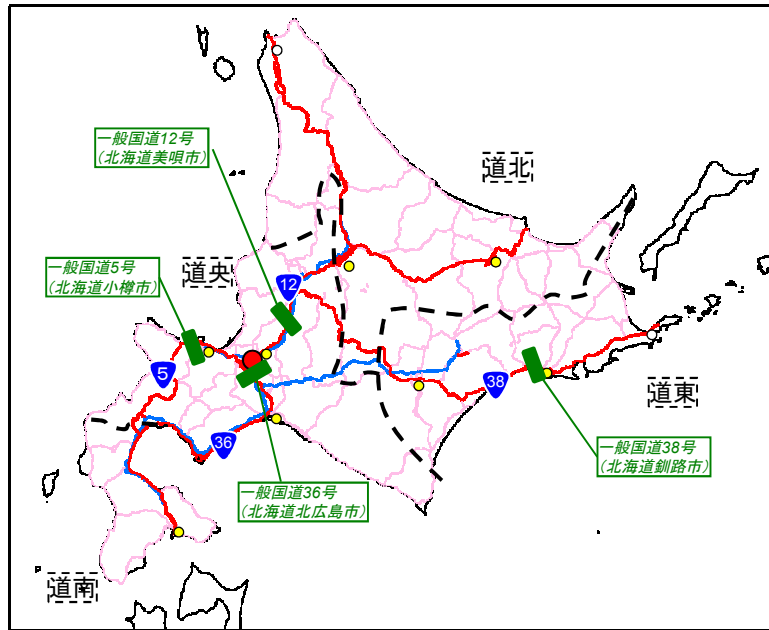 一般国道12号
（北海道美唄市）
道北
一般国道5号
（北海道小樽市）
道央
12
5
38
道東
36
一般国道38号
（北海道釧路市）
一般国道36号
（北海道北広島市）
道南